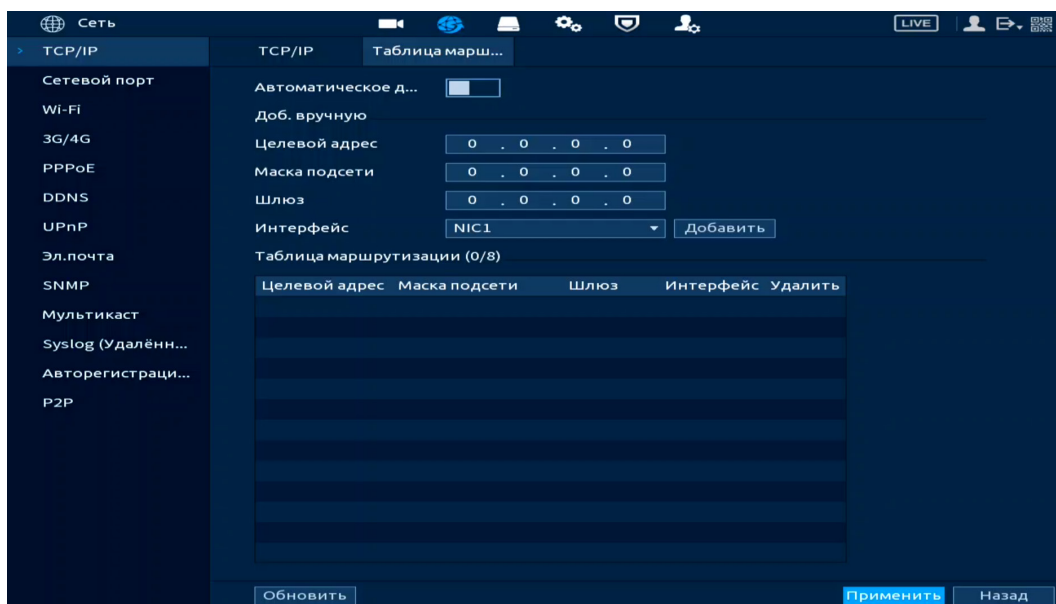 Сеть
LIVE
TCP/IP
Сетевой порт
Wi-Fi
3G/4G
PPPoE
DDNS
UPnP
Эл.почта
SNMP
Мультикаст
Syslog (Удалённ...
Авторегистраци...
P2P
TCP/IP Таблица марш...
Автоматическое д...
Доб. вручную
Целевой адрес 0 . 0 . 0 . 0
Маска подсети 0 . 0 . 0 . 0
Шлюз 0 . 0 . 0 . 0
Интерфейс NIC1 Добавить
Таблица маршрутизации (0/8)
Целевой адрес Маска подсети Шлюз Интерфейс Удалить
Обновить Применить Назад